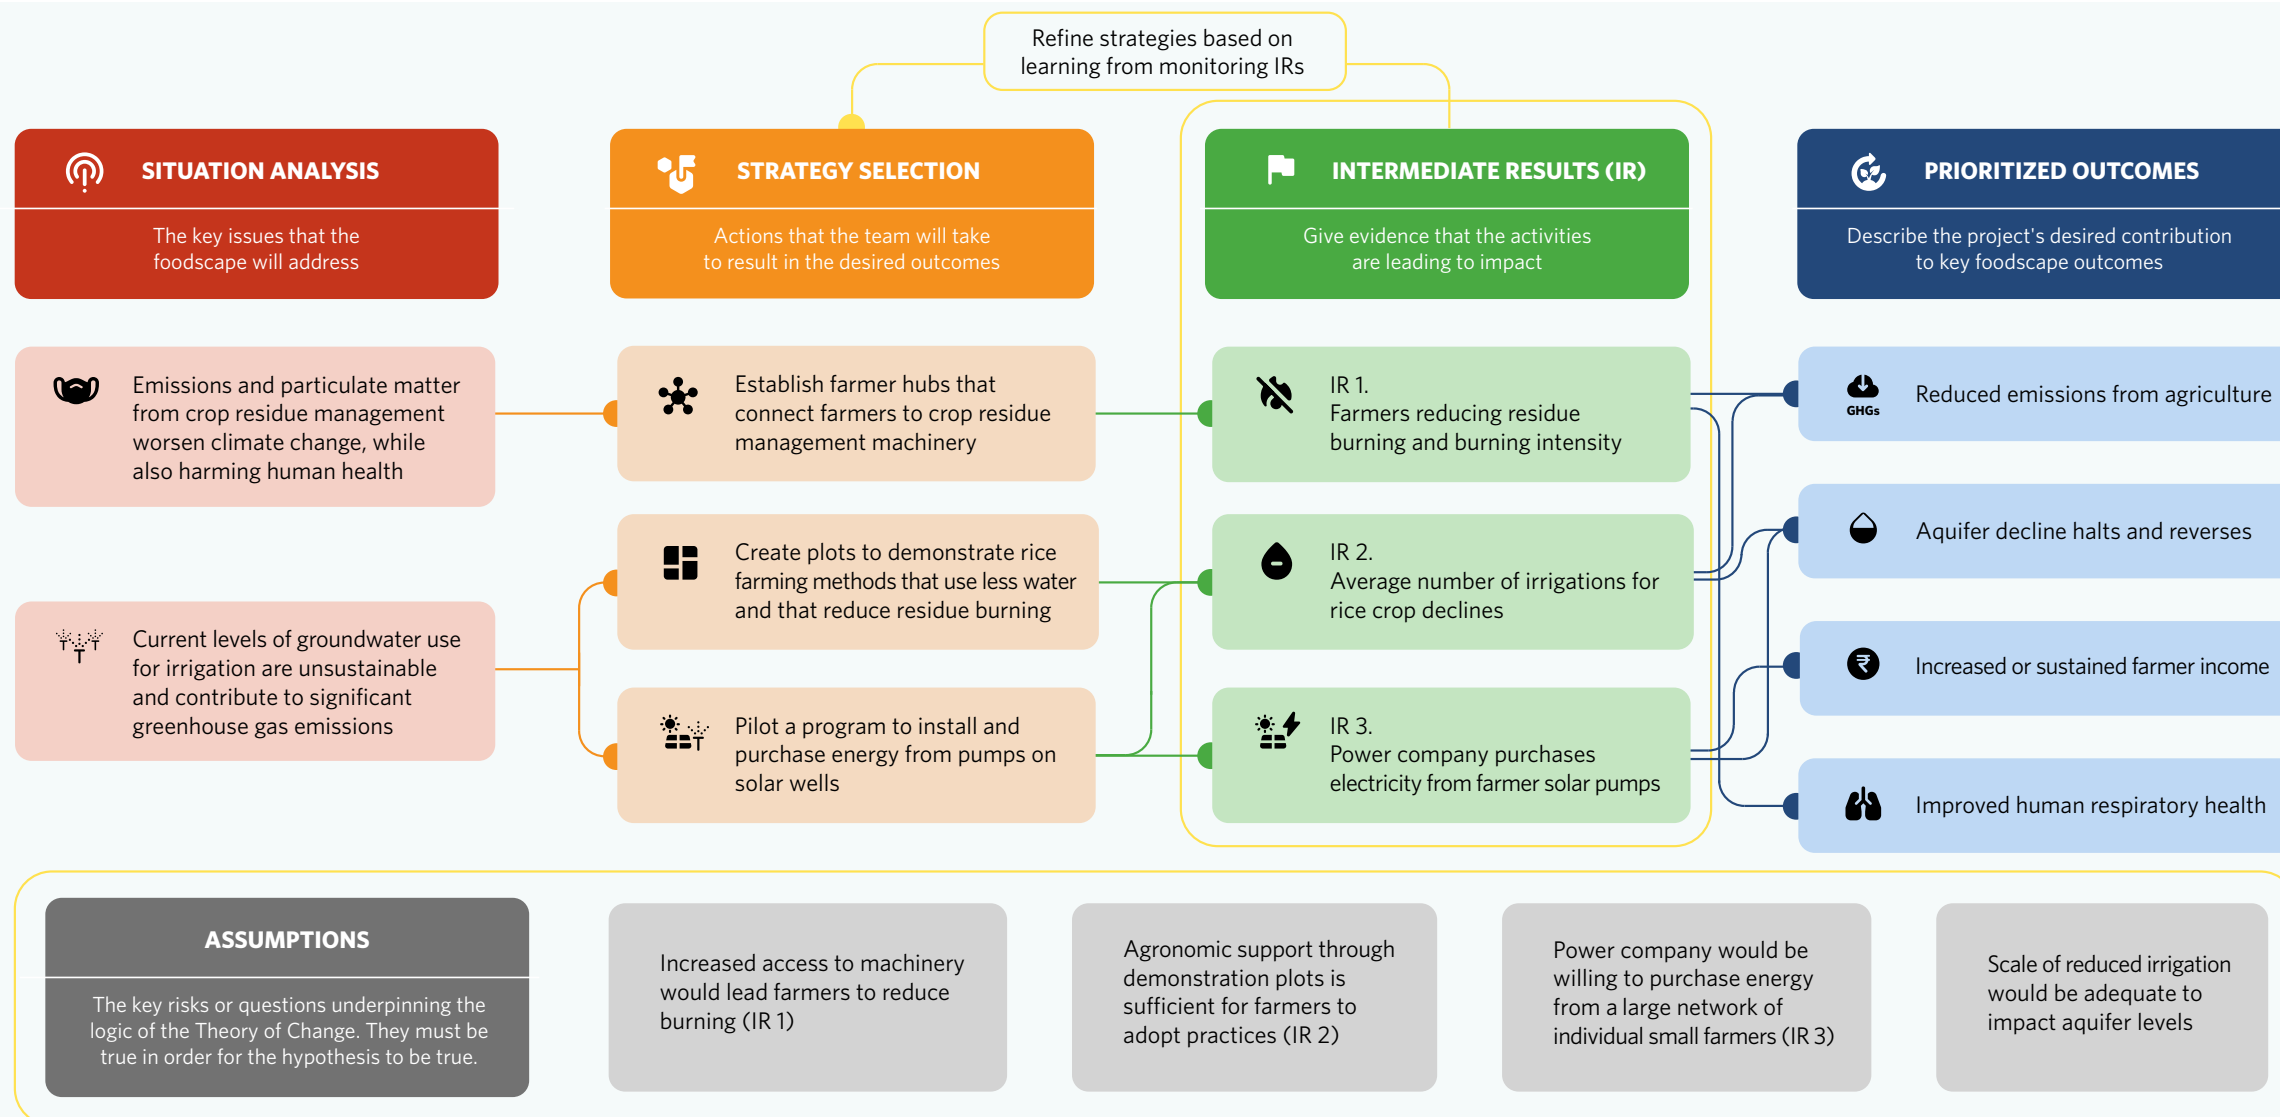 Refine strategies based on
learning from monitoring IRs
SITUATION ANALYSIS
The key issues that the
foodscape will address
STRATEGY SELECTION
Actions that the team will take
to result in the desired outcomes
INTERMEDIATE RESULTS (IR)
Give evidence that the activities
are leading to impact
PRIORITIZED OUTCOMES
Describe the project's desired contribution
to key foodscape outcomes
Emissions and particulate matter
from crop residue management
worsen climate change, while
also harming human health
Current levels of groundwater use
for irrigation are unsustainable
and contribute to significant
greenhouse gas emissions
Establish farmer hubs that
connect farmers to crop residue
management machinery
Create plots to demonstrate rice
farming methods that use less water
and that reduce residue burning
Pilot a program to install and
purchase energy from pumps on
solar wells
IR 1.
Farmers reducing residue
burning and burning intensity
IR 2.
Average number of irrigations for
rice crop declines
IR 3.
Power company purchases
electricity from farmer solar pumps
GHGs
Reduced emissions from agriculture
Aquifer decline halts and reverses
₹
Increased or sustained farmer income
Improved human respiratory health
ASSUMPTIONS
The key risks or questions underpinning the
logic of the Theory of Change. They must be
true in order for the hypothesis to be true.
Increased access to machinery
would lead farmers to reduce
burning (IR 1)
Agronomic support through
demonstration plots is
sufficient for farmers to
adopt practices (IR 2)
Power company would be
willing to purchase energy
from a large network of
individual small farmers (IR 3)
Scale of reduced irrigation
would be adequate to
impact aquifer levels